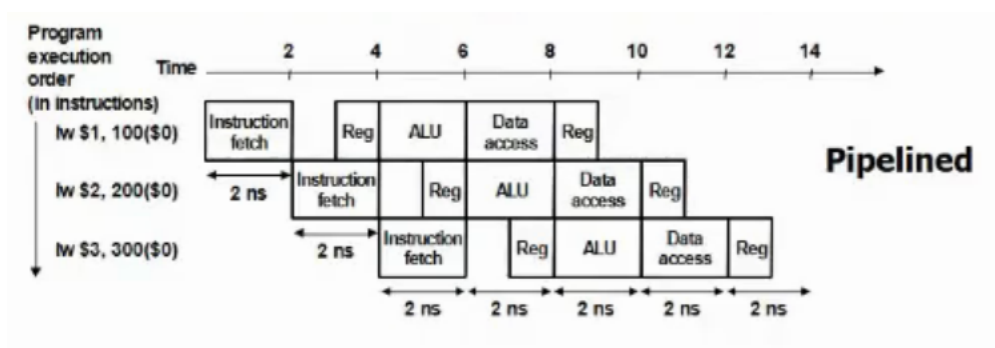 Program
execution
order
(in instructions)
Time
2 4 6 8 10 12 14
lw $1, 100($0)
Instruction
fetch
Reg
ALU
Data
access
Reg
Pipelined
lw $2, 200($0)
2 ns
Instruction
fetch
Reg
ALU
Data
access
Reg
lw $3, 300($0)
2 ns
Instruction
fetch
Reg
ALU
Data
access
Reg
2 ns 2 ns 2 ns 2 ns 2 ns